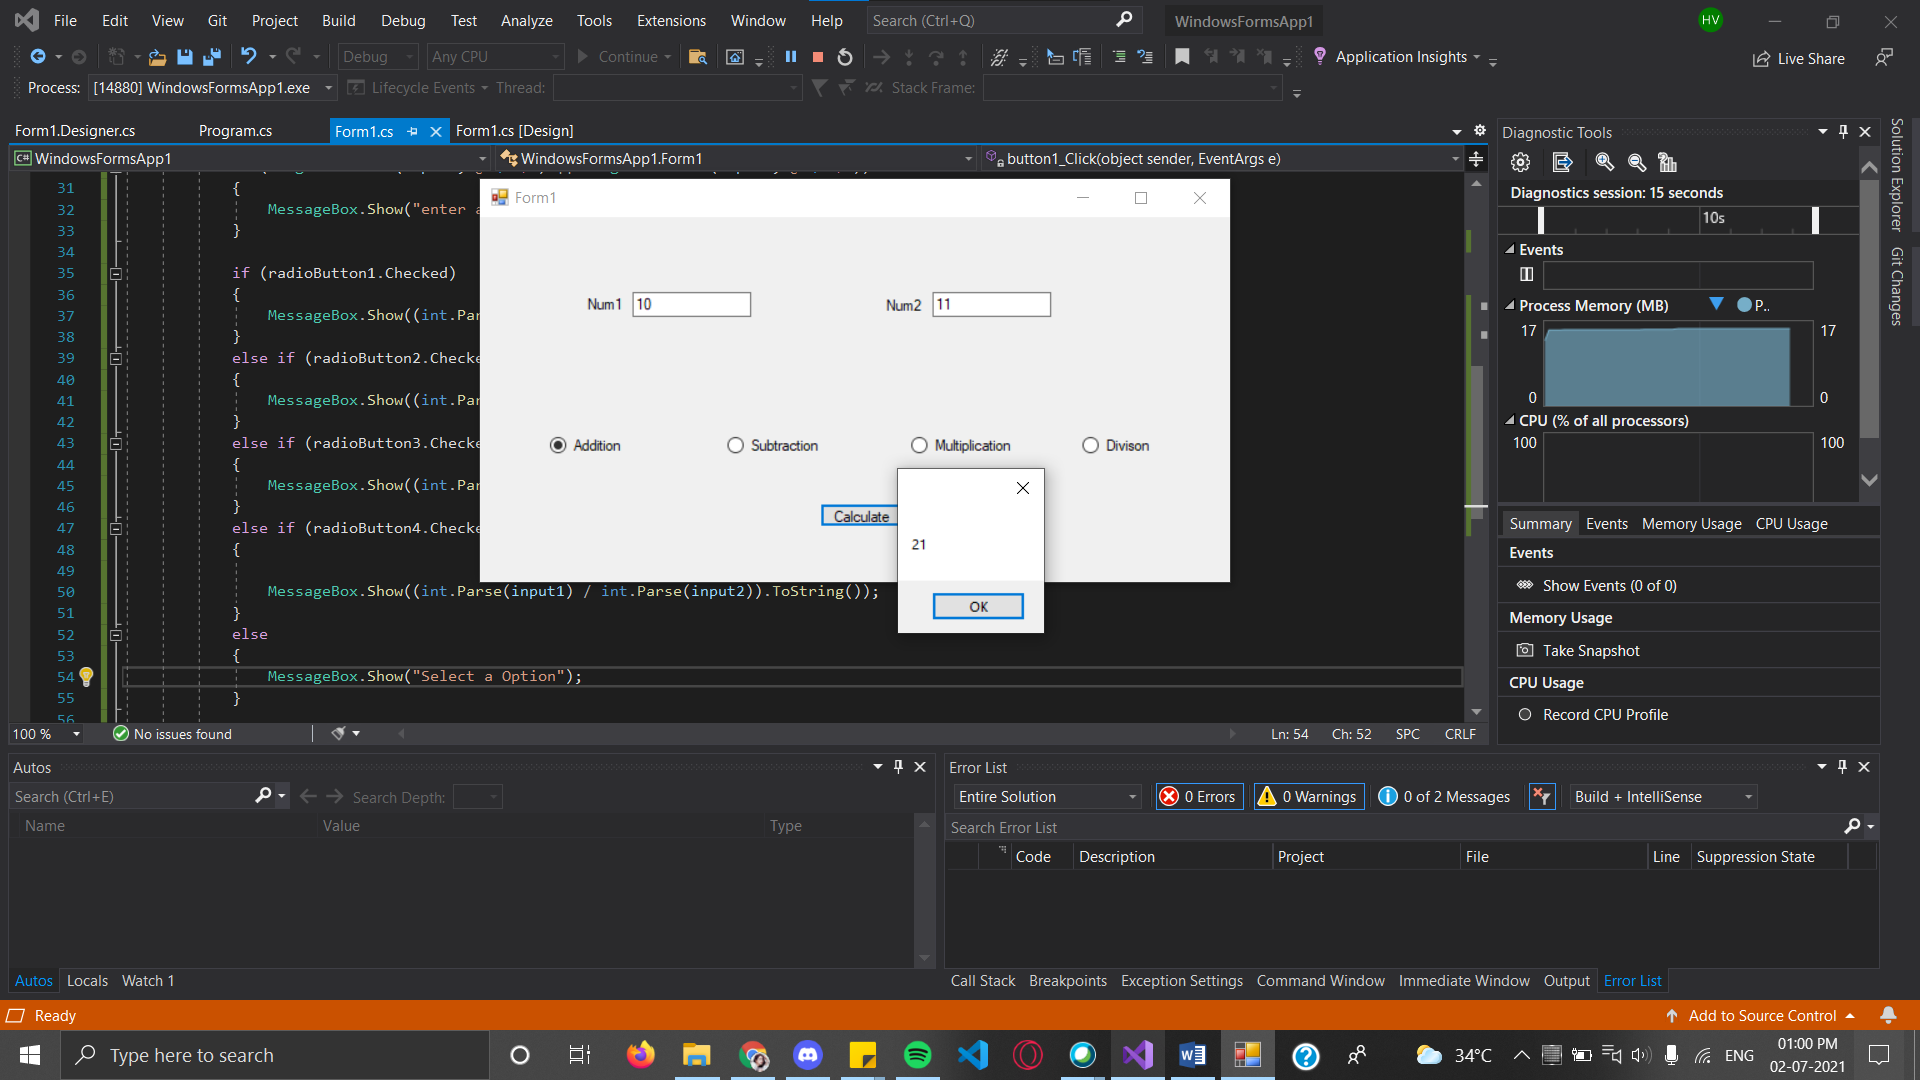 File Edit View Git Project Build Debug Test Analyze Tools Extensions Window Help Search (Ctrl+Q) WindowsFormsApp1 HV
Debug Any CPU Continue Application Insights Live Share
Process: [14880] WindowsFormsApp1.exe Lifecycle Events Thread: Stack Frame:
Form1.Designer.cs Program.cs Form1.cs Form1.cs [Design]
C# WindowsFormsApp1 WindowsFormsApp1.Form1 button1_Click(object sender, EventArgs e)
31 {
32 MessageBox.Show("enter
33 }
34
35 if (radioButton1.Checked)
36 {
37 MessageBox.Show((int.Par
38 }
39 else if (radioButton2.Checke
40 {
41 MessageBox.Show((int.Par
42 }
43 else if (radioButton3.Checke
44 {
45 MessageBox.Show((int.Par
46 }
47 else if (radioButton4.Checke
48 {
49
50 MessageBox.Show((int.Parse(input1) / int.Parse(input2)).ToString());
51 }
52 else
53 {
54 MessageBox.Show("Select a Option");
55 }
56
Form1
Num1 10 Num2 11
Addition Subtraction Multiplication Divison
Calculate
21
OK
100 % No issues found Ln: 54 Ch: 52 SPC CRLF
Diagnostic Tools
Diagnostics session: 15 seconds
10s
Events
Process Memory (MB) P..
17 17
0 0
CPU (% of all processors)
100 100
Summary Events Memory Usage CPU Usage
Events
Show Events (0 of 0)
Memory Usage
Take Snapshot
CPU Usage
Record CPU Profile
Solution Explorer
Git Changes
Autos
Search (Ctrl+E) Search Depth:
Name Value Type
Autos Locals Watch 1
Error List
Entire Solution 0 Errors 0 Warnings 0 of 2 Messages Build + IntelliSense
Search Error List
Code Description Project File Line Suppression State
Call Stack Breakpoints Exception Settings Command Window Immediate Window Output Error List
Ready Add to Source Control
Type here to search 34°C ENG 01:00 PM
02-07-2021